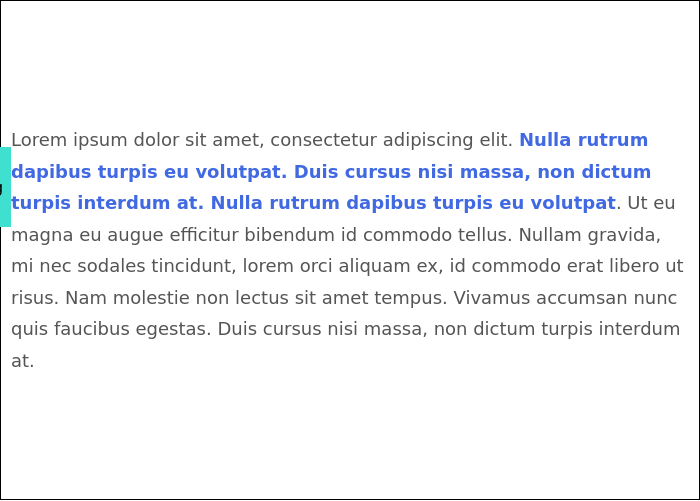 Lorem ipsum dolor sit amet, consectetur adipiscing elit. Nulla rutrum
dapibus turpis eu volutpat. Duis cursus nisi massa, non dictum
turpis interdum at. Nulla rutrum dapibus turpis eu volutpat. Ut eu
magna eu augue efficitur bibendum id commodo tellus. Nullam gravida,
mi nec sodales tincidunt, lorem orci aliquam ex, id commodo erat libero ut
risus. Nam molestie non lectus sit amet tempus. Vivamus accumsan nunc
quis faucibus egestas. Duis cursus nisi massa, non dictum turpis interdum
at.